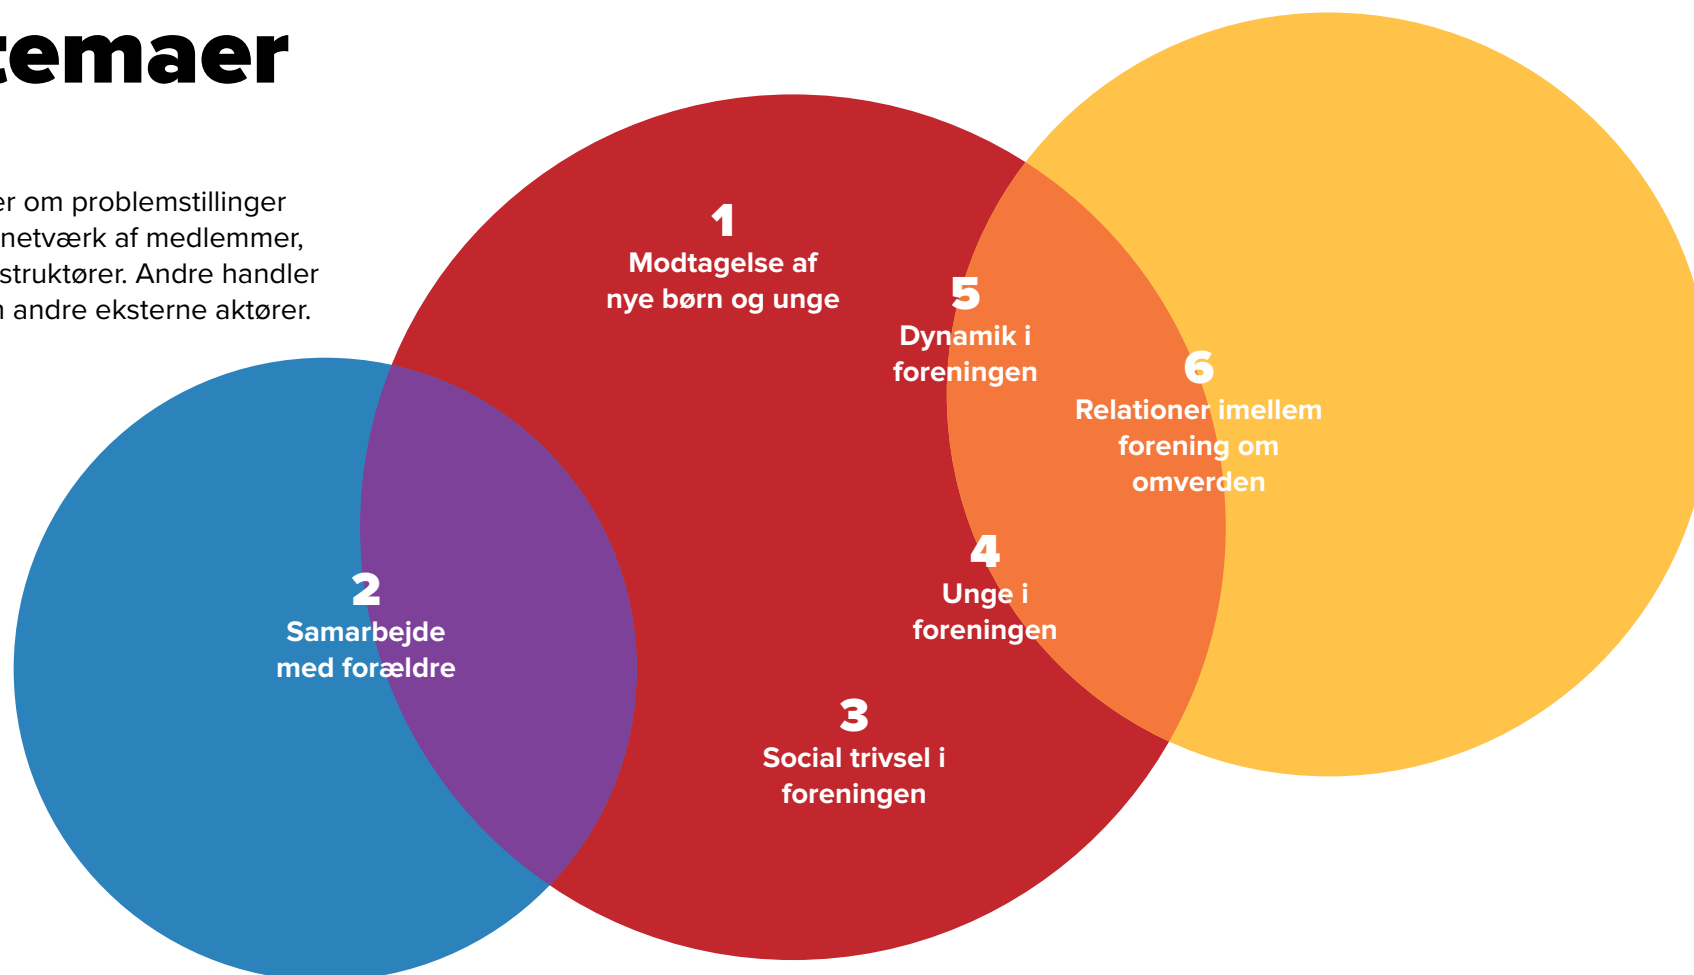 temaer
er om problemstillinger
netværk af medlemmer,
struktører. Andre handler
andre eksterne aktører.
1
Modtagelse af
nye børn og unge
5
Dynamik i
foreningen
6
Relationer imellem
forening om
omverden
4
Unge i
foreningen
2
Samarbejde
med forældre
3
Social trivsel i
foreningen